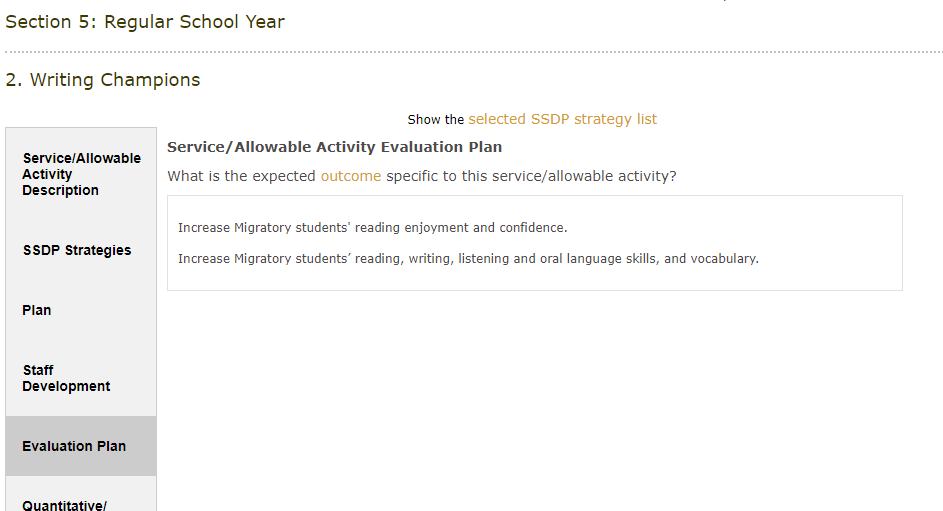 Section 5: Regular School Year
2. Writing Champions
Show the selected SSDP strategy list
Service/Allowable
Activity
Description
SSDP Strategies
Plan
Staff
Development
Evaluation Plan
Quantitative/
Service/Allowable Activity Evaluation Plan
What is the expected outcome specific to this service/allowable activity?
Increase Migratory students' reading enjoyment and confidence.
Increase Migratory students’ reading, writing, listening and oral language skills, and vocabulary.